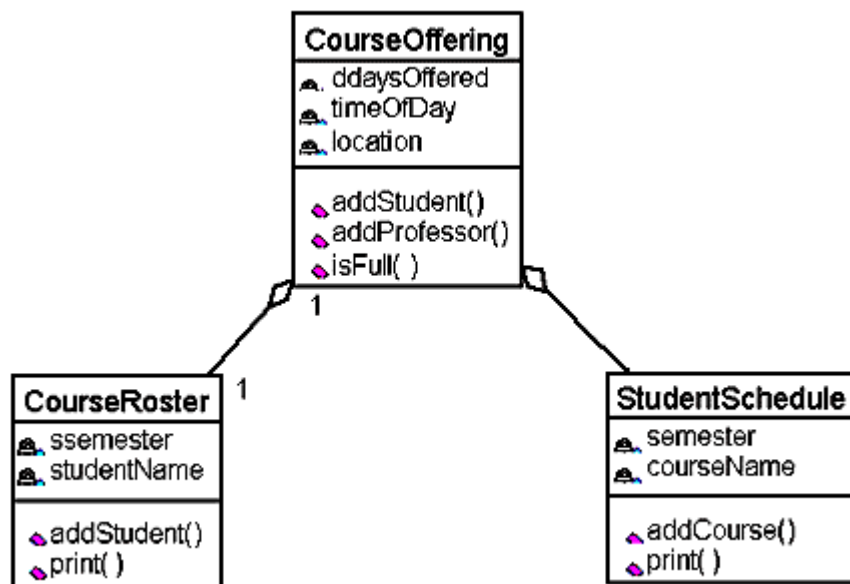 CourseOffering
ddaysOffered
timeOfDay
location
addStudent()
addProfessor()
isFull( )
1
1
CourseRoster
ssemester
studentName
addStudent()
print( )
StudentSchedule
semester
courseName
addCourse()
print( )